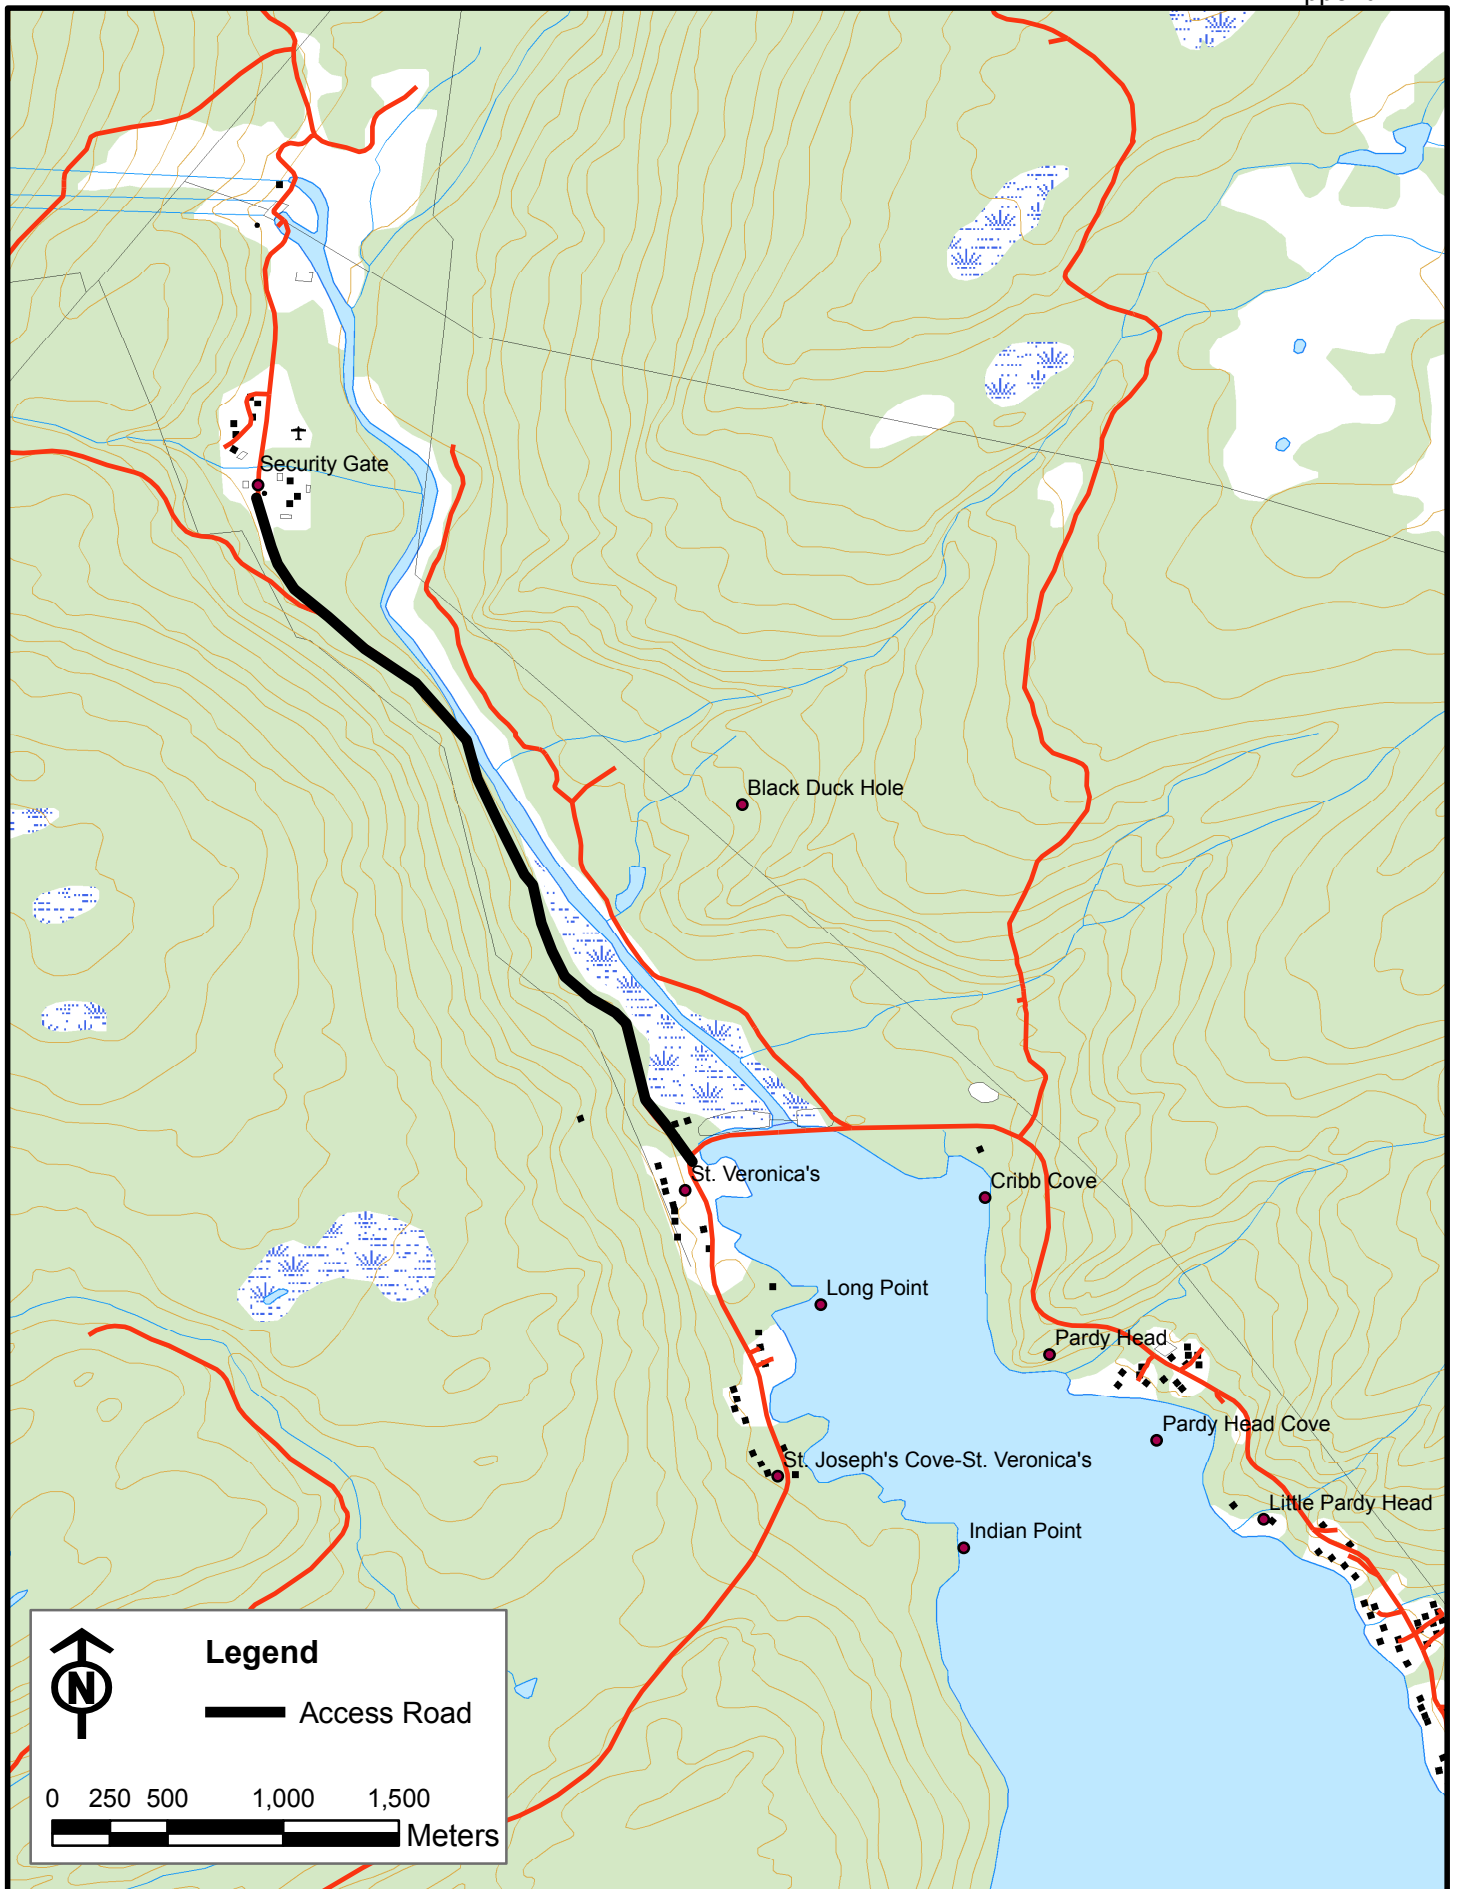 Security Gate
Black Duck Hole
St. Veronica's
Cribb Cove
Long Point
Pardy Head
Pardy Head Cove
St. Joseph's Cove-St. Veronica's
Little Pardy Head
Indian Point
N
Legend
Access Road
0 250 500 1,000 1,500
Meters